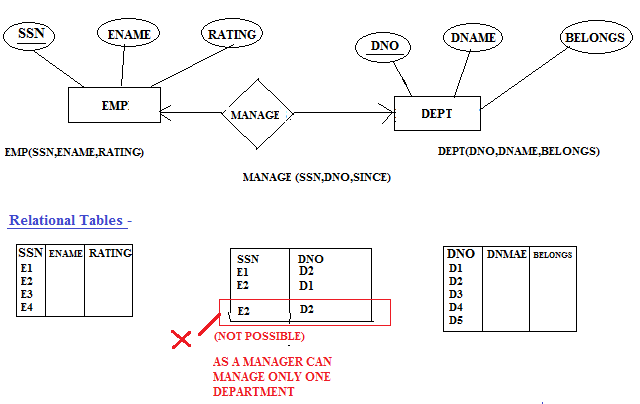 SSN
ENAME
RATING
DNO
DNAME
BELONGS
EMP
MANAGE
DEPT
EMP(SSN,ENAME,RATING)
DEPT(DNO,DNAME,BELONGS)
MANAGE (SSN,DNO,SINCE)
Relational Tables -
SSN ENAME RATING
E1
E2
E3
E4
SSN DNO
E1 D2
E2 D1
E2 D2
(NOT POSSIBLE)
AS A MANAGER CAN
MANAGE ONLY ONE
DEPARTMENT
DNO DNMAE BELONGS
D1
D2
D3
D4
D5